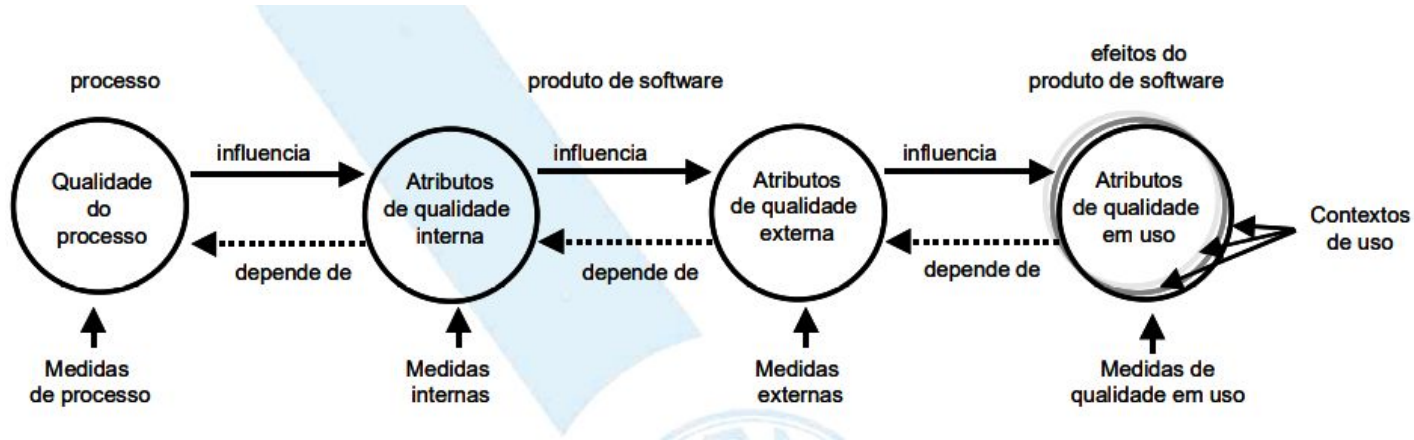 processo
produto de software
efeitos do
produto de software
Qualidade
do
processo
influencia
depende de
Atributos
de qualidade
interna
influencia
depende de
Atributos
de qualidade
externa
influencia
depende de
Atributos
de qualidade
em uso
Contextos
de uso
Medidas
de processo
Medidas
internas
Medidas
externas
Medidas de
qualidade em uso